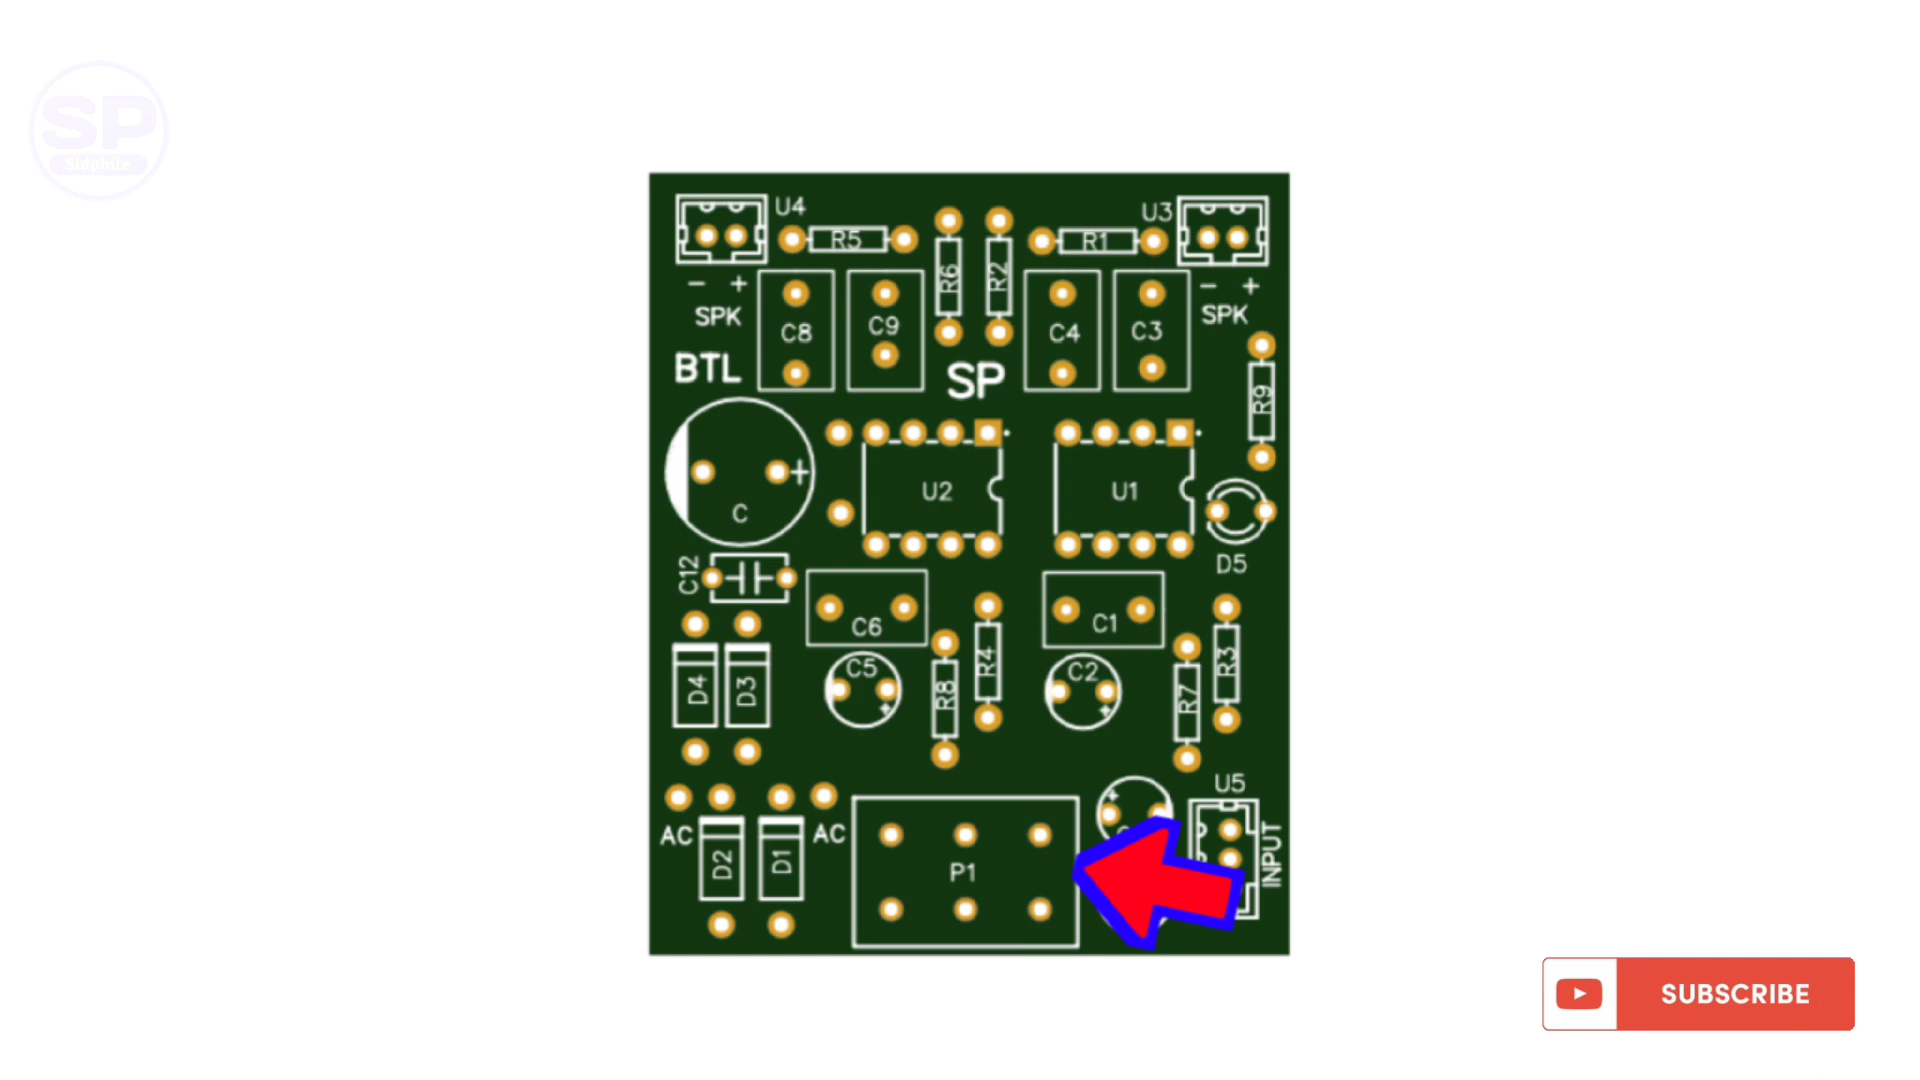 SP
Sidphile
U4
R5
R6
R2
R1
U3
- +
SPK
C8
C9
C4
C3
- +
SPK
BTL
SP
R9
+
C
U2
U1
D5
C12
C6
C1
R4
R3
C5
C2
R8
R7
D4
D3
U5
AC
AC
INPUT
D2
D1
P1
SUBSCRIBE